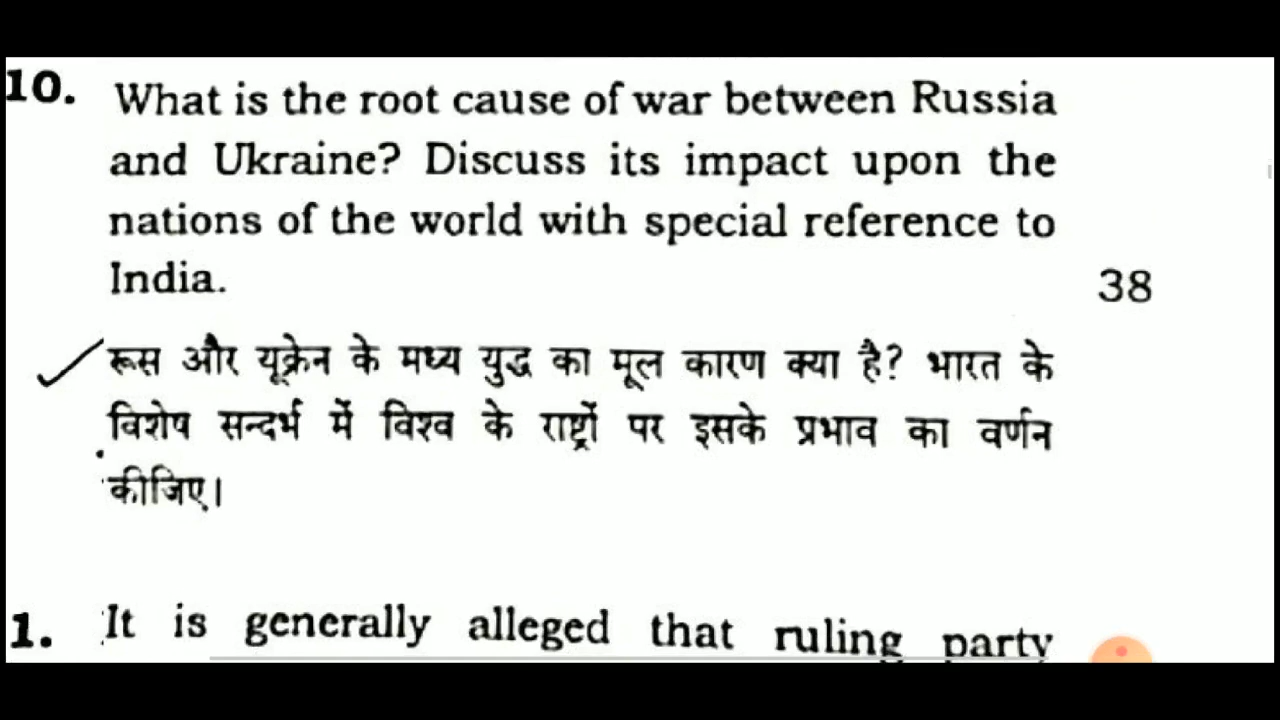 10. What is the root cause of war between Russia
and Ukraine? Discuss its impact upon the
nations of the world with special reference to
India.
38
रूस और यूक्रेन के मध्य युद्ध का मूल कारण क्या है? भारत के
विशेष सन्दर्भ में विश्व के राष्ट्रों पर इसके प्रभाव का वर्णन
कीजिए।
1. It is generally alleged that ruling party